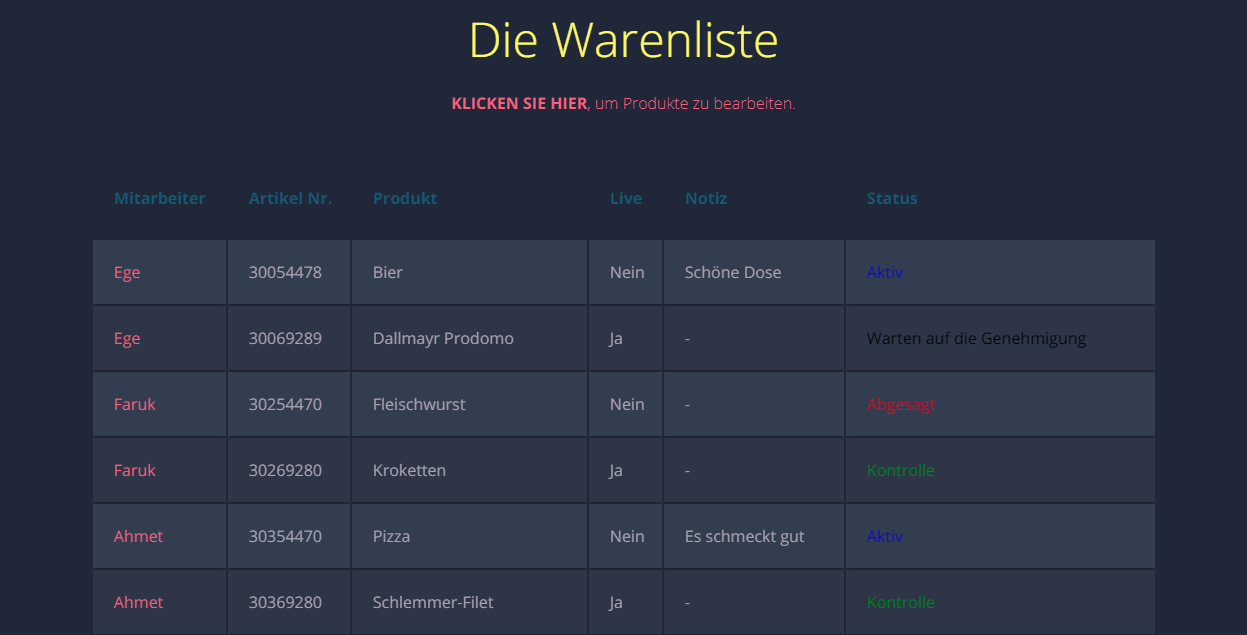 Die Warenliste
KLICKEN SIE HIER, um Produkte zu bearbeiten.
Mitarbeiter Artikel Nr. Produkt Live Notiz Status
Ege 30054478 Bier Nein Schöne Dose Aktiv
Ege 30069289 Dallmayr Prodomo Ja - Warten auf die Genehmigung
Faruk 30254470 Fleischwurst Nein - Abgesagt
Faruk 30269280 Kroketten Ja - Kontrolle
Ahmet 30354470 Pizza Nein Es schmeckt gut Aktiv
Ahmet 30369280 Schlemmer-Filet Ja - Kontrolle